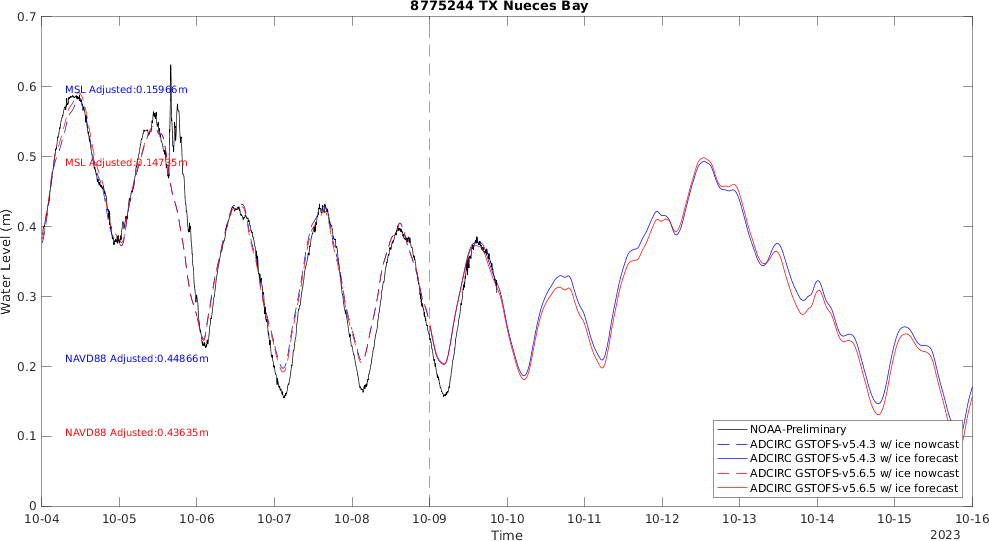 8775244 TX Nueces Bay
0.7
0.6
0.5
0.4
0.3
0.2
0.1
0
Water Level (m)
MSL Adjusted:0.15966m
MSL Adjusted:0.14735m
NAVD88 Adjusted:0.44866m
NAVD88 Adjusted:0.43635m
NOAA-Preliminary
ADCIRC GSTOFS-v5.4.3 w/ ice nowcast
ADCIRC GSTOFS-v5.4.3 w/ ice forecast
ADCIRC GSTOFS-v5.6.5 w/ ice nowcast
ADCIRC GSTOFS-v5.6.5 w/ ice forecast
10-04 10-05 10-06 10-07 10-08 10-09 10-10 10-11 10-12 10-13 10-14 10-15 10-16
Time
2023